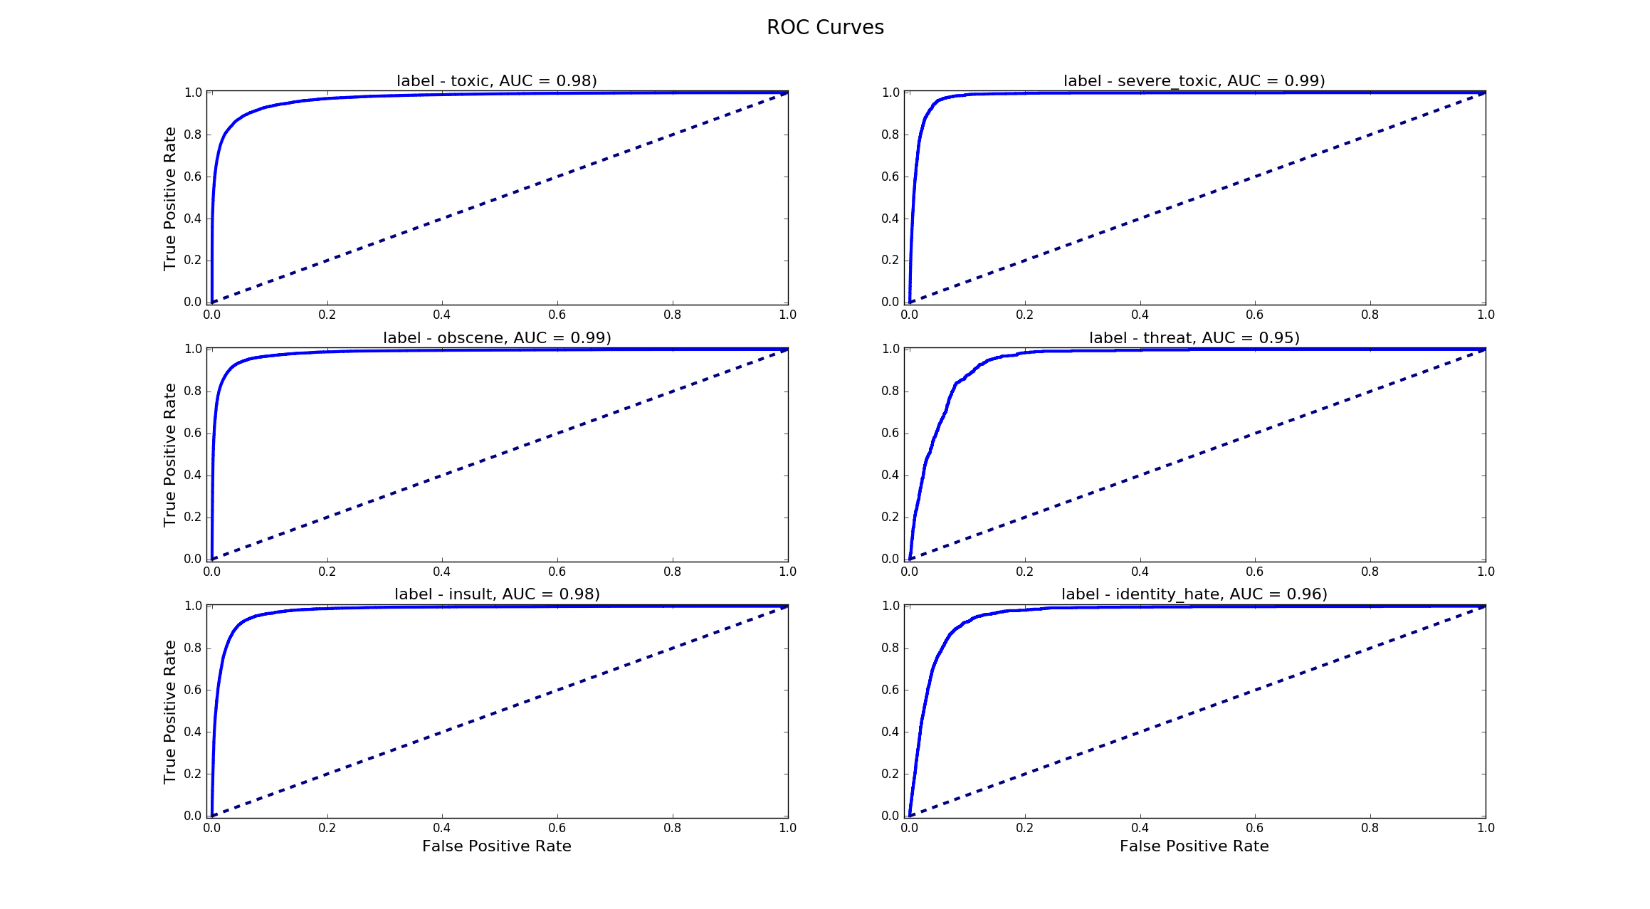 ROC Curves
label - toxic, AUC = 0.98)
True Positive Rate
1.0
0.8
0.6
0.4
0.2
0.0
0.0 0.2 0.4 0.6 0.8 1.0
label - severe_toxic, AUC = 0.99)
1.0
0.8
0.6
0.4
0.2
0.0
0.0 0.2 0.4 0.6 0.8 1.0
label - obscene, AUC = 0.99)
True Positive Rate
1.0
0.8
0.6
0.4
0.2
0.0
0.0 0.2 0.4 0.6 0.8 1.0
label - threat, AUC = 0.95)
1.0
0.8
0.6
0.4
0.2
0.0
0.0 0.2 0.4 0.6 0.8 1.0
label - insult, AUC = 0.98)
True Positive Rate
1.0
0.8
0.6
0.4
0.2
0.0
0.0 0.2 0.4 0.6 0.8 1.0
False Positive Rate
label - identity_hate, AUC = 0.96)
1.0
0.8
0.6
0.4
0.2
0.0
0.0 0.2 0.4 0.6 0.8 1.0
False Positive Rate